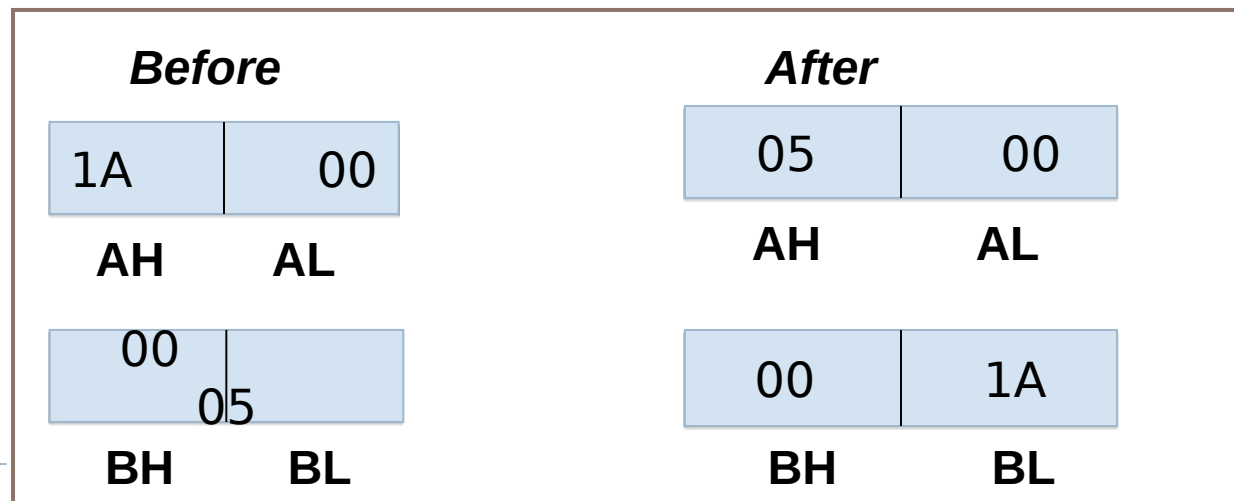 Before
After
1A 00
05 00
AH AL
AH AL
00
05
00 1A
BH BL
BH BL